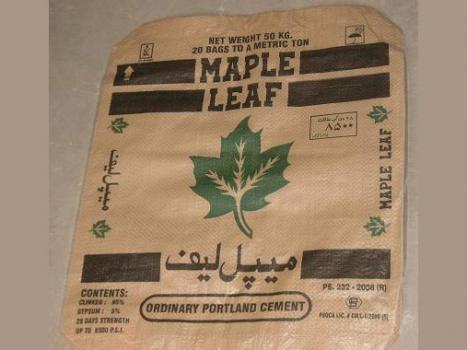 NET WEIGHT 50 KG.
20 BAGS TO A METRIC TON
MAPLE
LEAF
۸۵۰۰
MAPLE LEAF
میپل لیف
میپل لیف
PS. 232 - 2008 (R)
CONTENTS:
CLINKER : 95%
GYPSUM : 5%
28 DAYS STRENGTH
UP TO 8500 P.S.I.
ORDINARY PORTLAND CEMENT